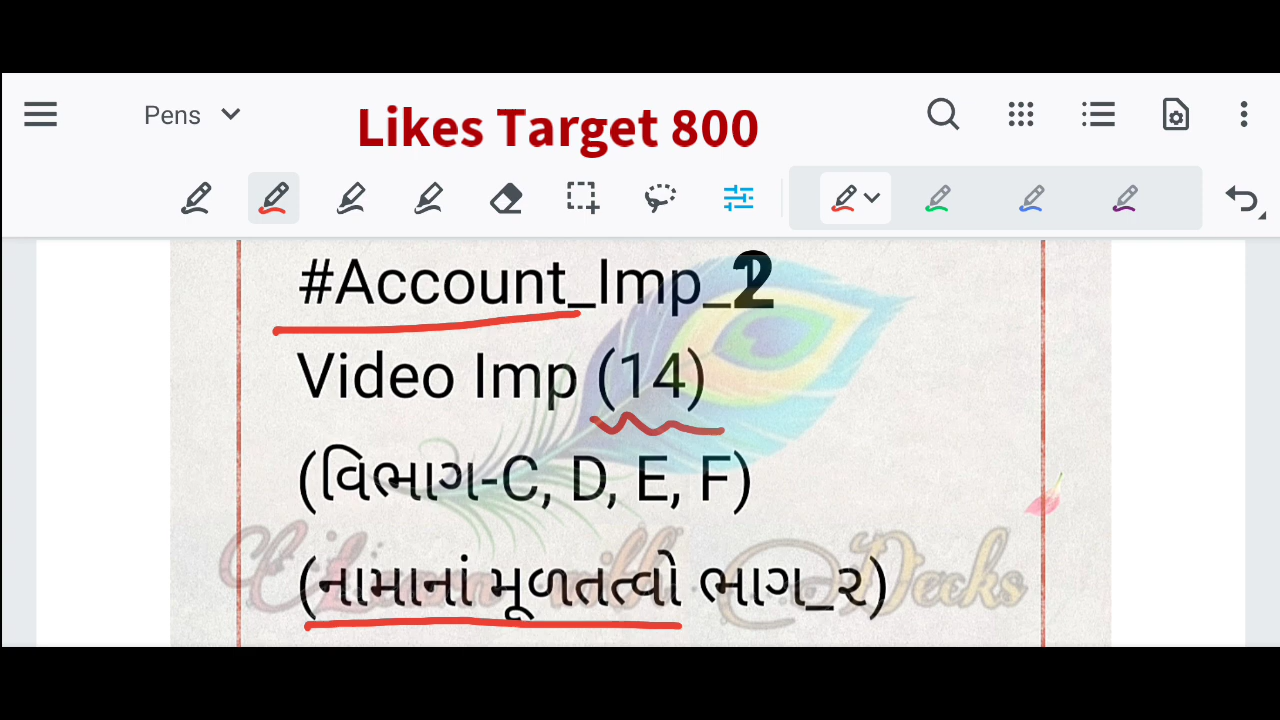 Pens
Likes Target 800
#Account_Imp_2
Video Imp (14)
(વિભાગ-C, D, E, F)
(નામાનાં મૂળતત્વો ભાગ_૨)